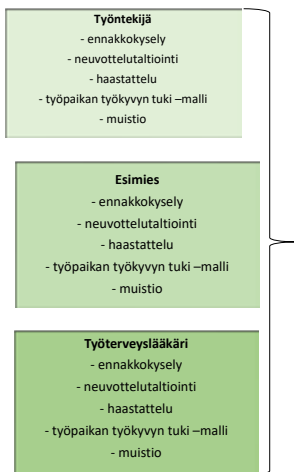 Työntekijä
- ennakkokysely
- neuvottelutaltiointi
- haastattelu
- työpaikan työkyvyn tuki –malli
- muistio
Esimies
- ennakkokysely
- neuvottelutaltiointi
- haastattelu
- työpaikan työkyvyn tuki –malli
- muistio
Työterveyslääkäri
- ennakkokysely
- neuvottelutaltiointi
- haastattelu
- työpaikan työkyvyn tuki –malli
- muistio